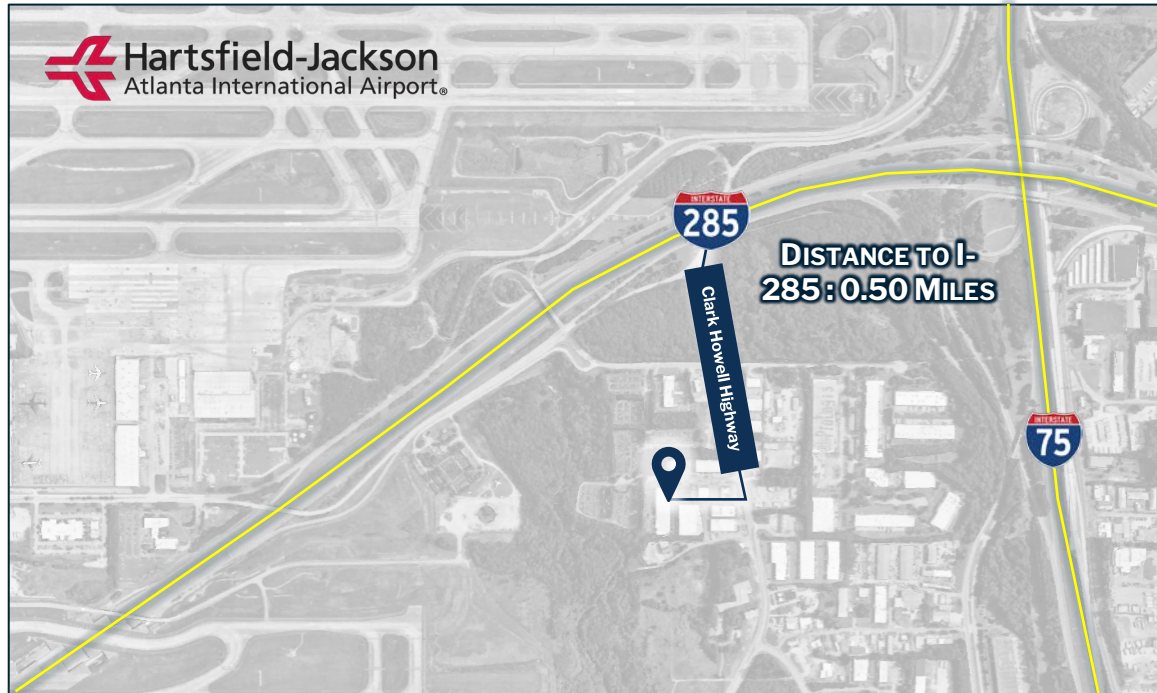 Hartsfield-Jackson
Atlanta International Airport®
INTERSTATE
285
DISTANCE TO I-
285 : 0.50 MILES
Clark Howell Highway
INTERSTATE
75